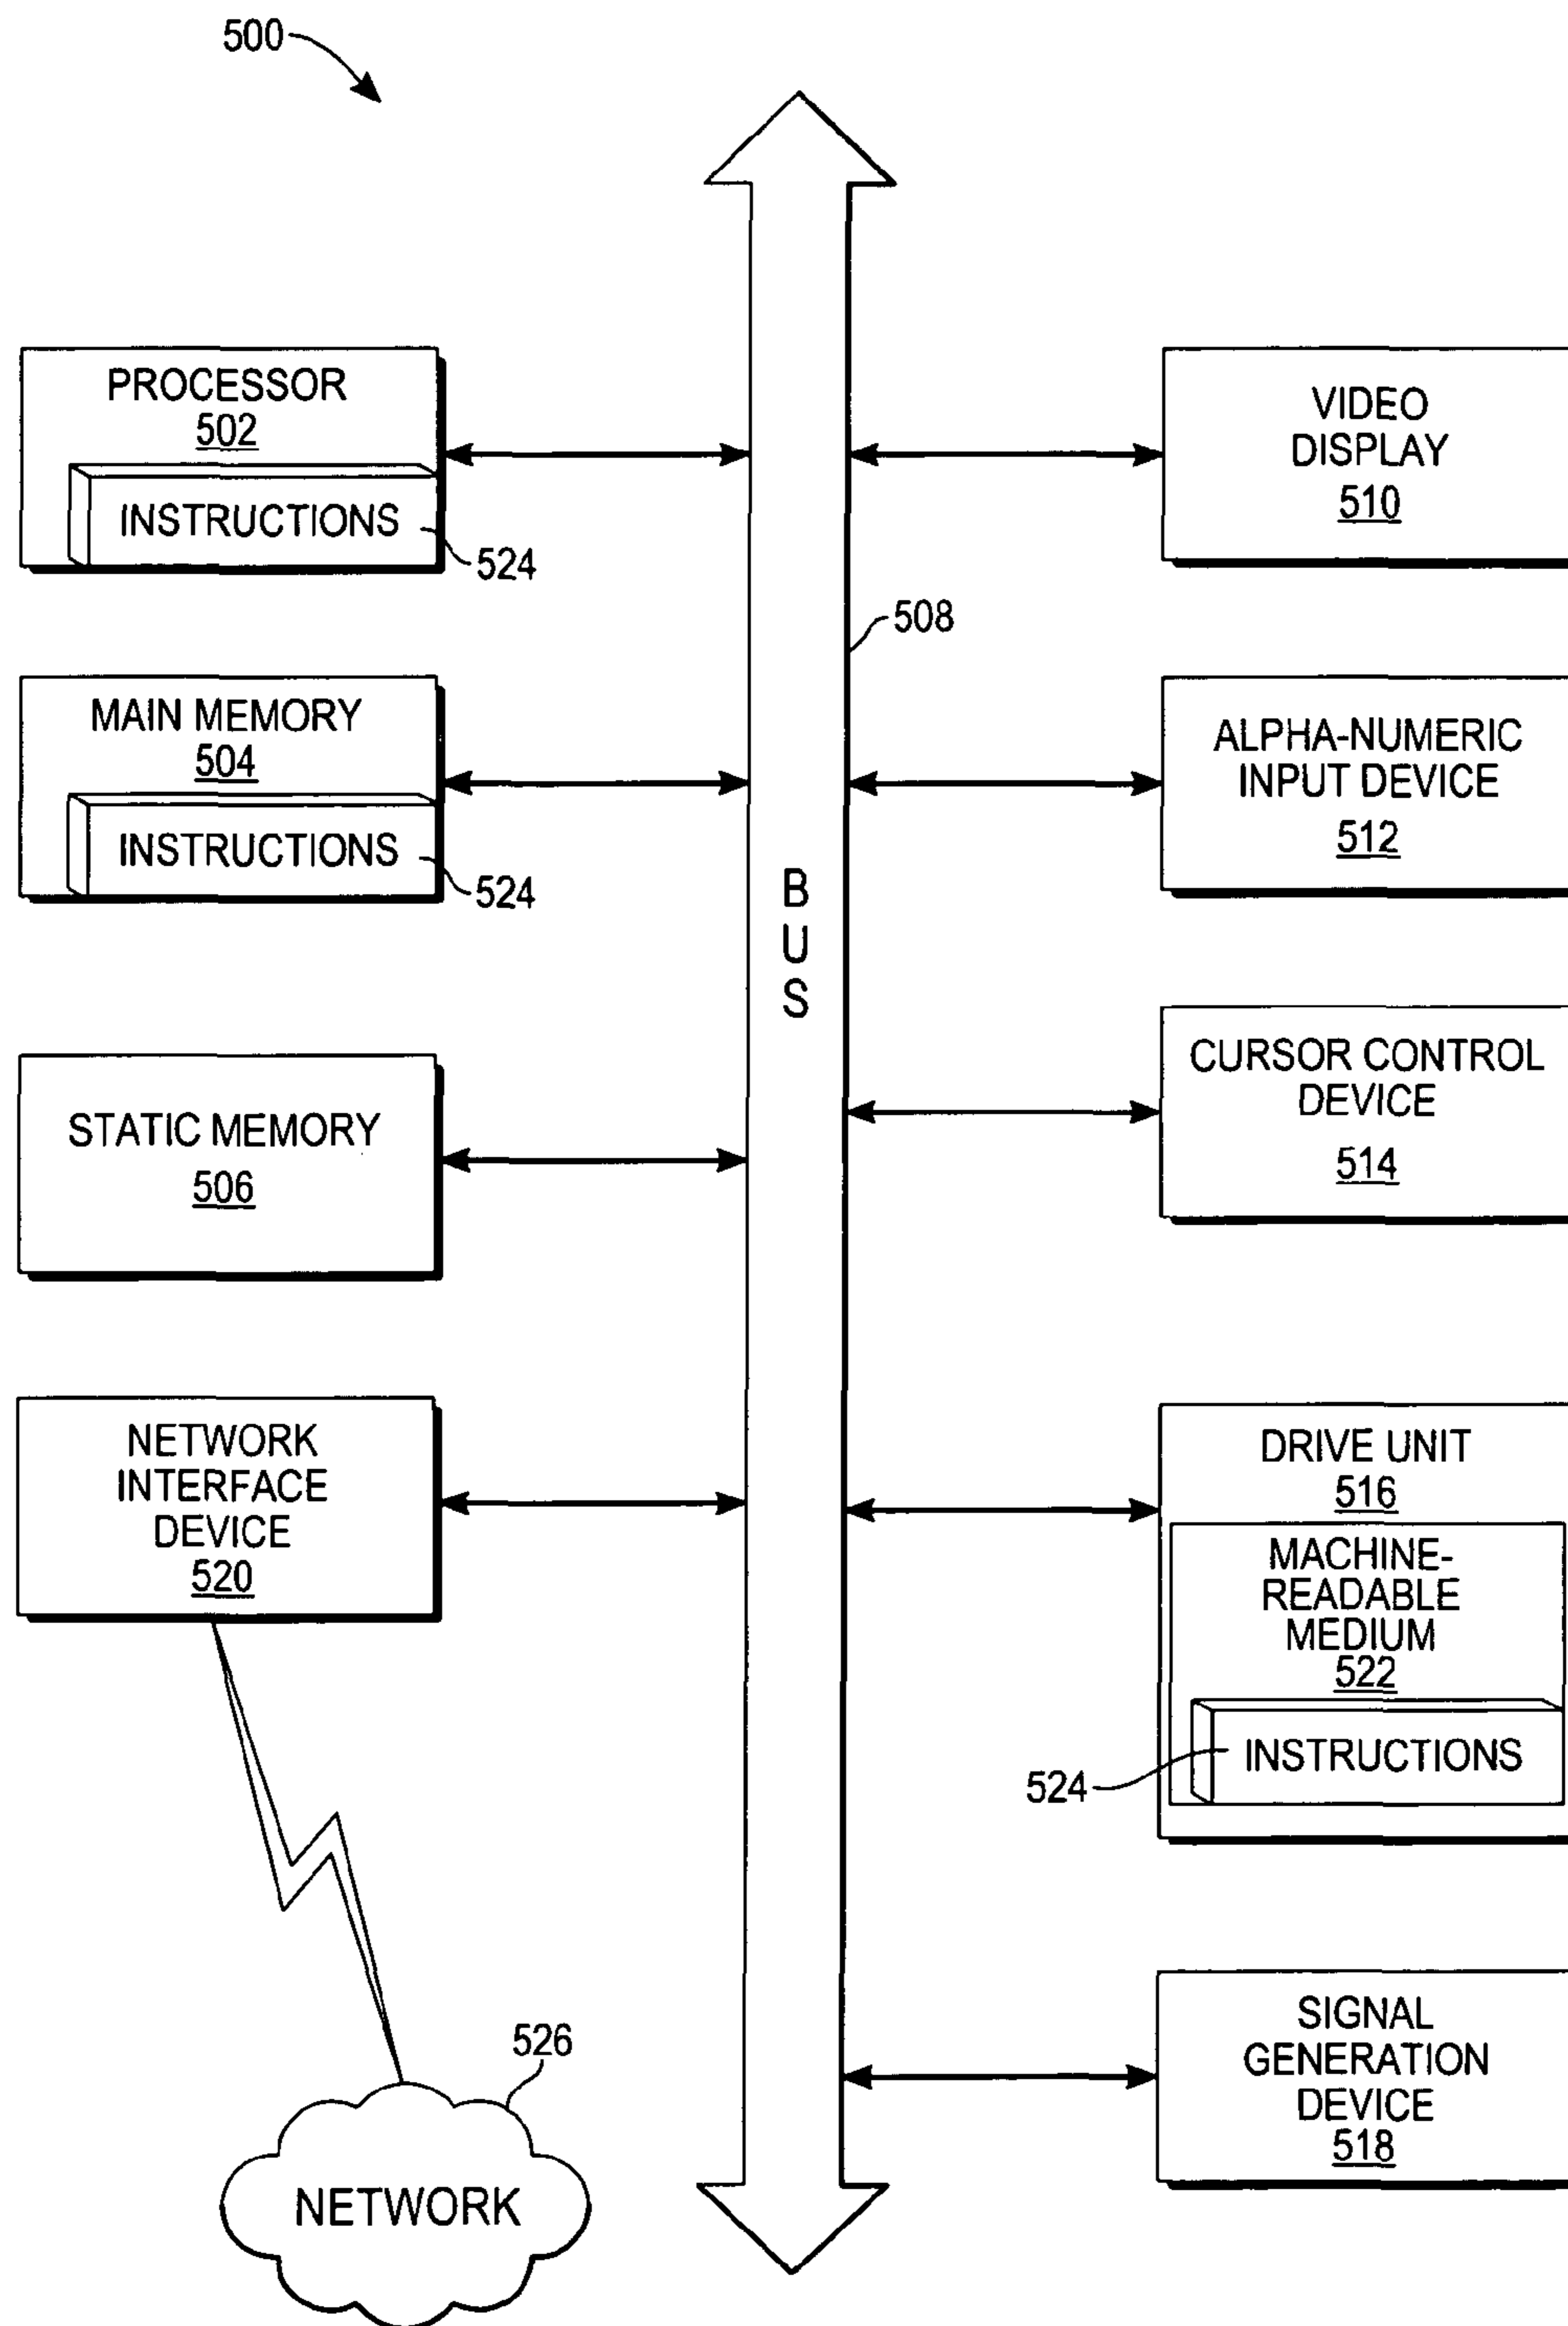 500
PROCESSOR
502
INSTRUCTIONS
524
MAIN MEMORY
504
INSTRUCTIONS
524
STATIC MEMORY
506
NETWORK
INTERFACE
DEVICE
520
526
NETWORK
508
B
U
S
VIDEO
DISPLAY
510
ALPHA-NUMERIC
INPUT DEVICE
512
CURSOR CONTROL
DEVICE
514
DRIVE UNIT
516
MACHINE-
READABLE
MEDIUM
522
INSTRUCTIONS
524
SIGNAL
GENERATION
DEVICE
518